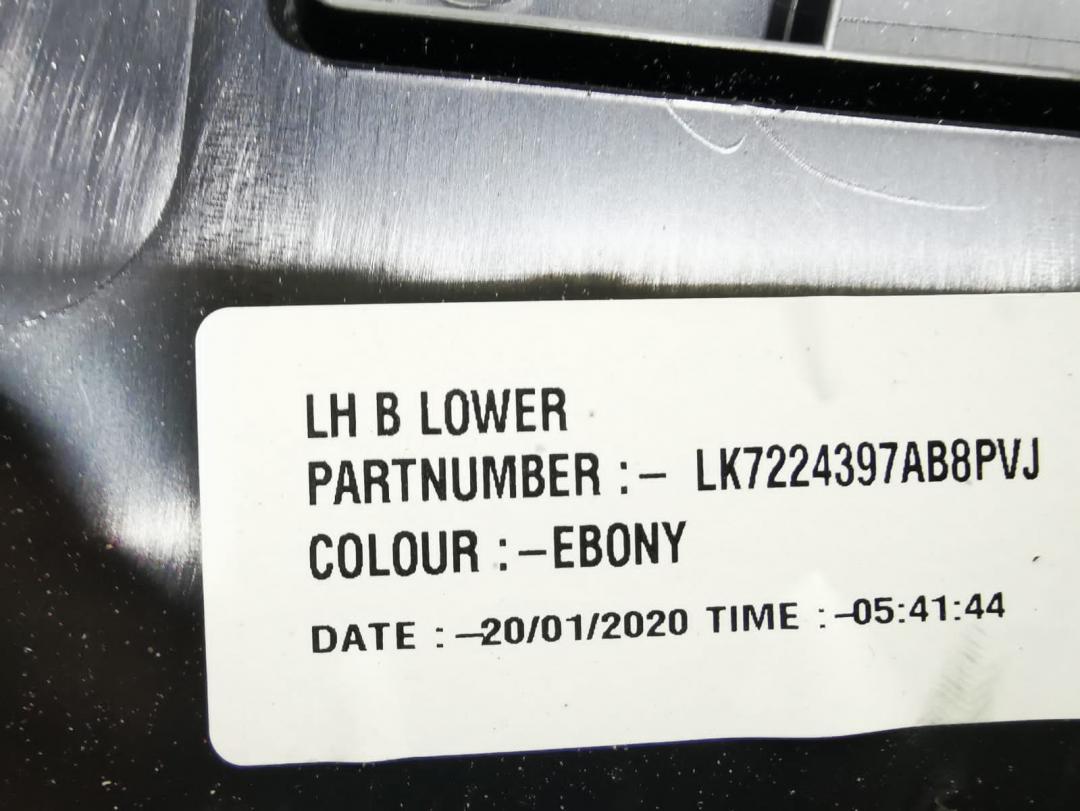 LH B LOWER
PARTNUMBER :- LK7224397AB8PVJ
COLOUR :-EBONY
DATE :-20/01/2020 TIME :-05:41:44